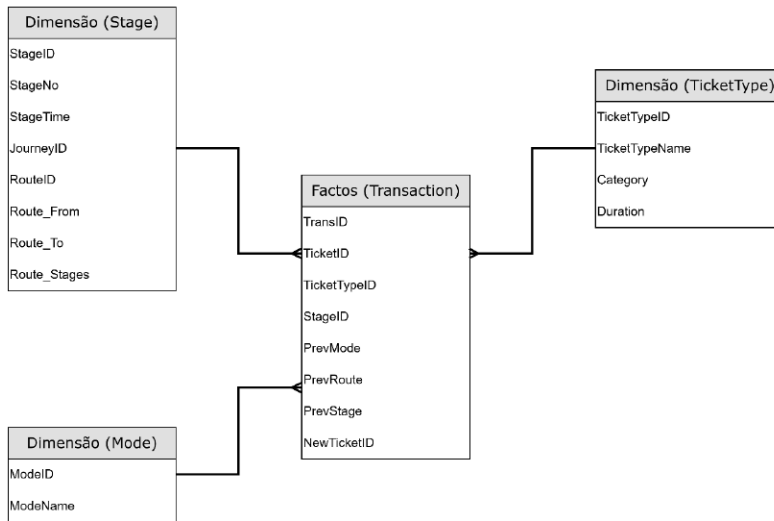 Dimensão (Stage)
StageID
StageNo
StageTime
JourneyID
RouteID
Route_From
Route_To
Route_Stages
Dimensão (TicketType)
TicketTypeID
TicketTypeName
Category
Duration
Factos (Transaction)
TransID
TicketID
TicketTypeID
StageID
PrevMode
PrevRoute
PrevStage
NewTicketID
Dimensão (Mode)
ModeID
ModeName